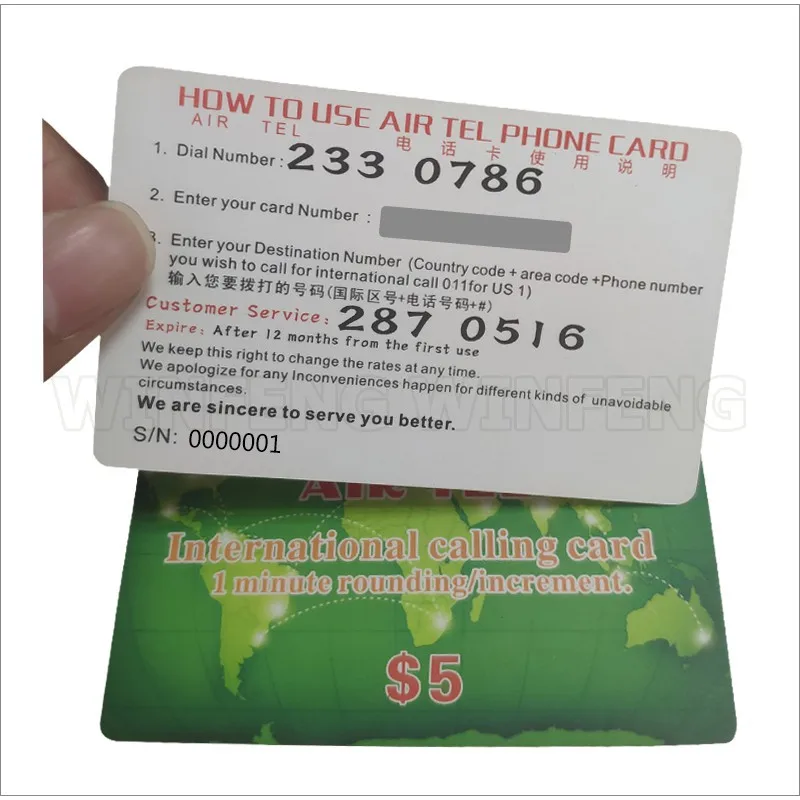 HOW TO USE AIR TEL PHONE CARD
AIR TEL 电话卡使用说明
1. Dial Number: 233 0786
2. Enter your card Number :
3. Enter your Destination Number (Country code + area code +Phone number
you wish to call for international call 011for US 1)
输入您要拨打的号码(国际区号+电话号码+#)
Customer Service: 287 0516
Expire: After 12 months from the first use
We keep this right to change the rates at any time.
We apologize for any Inconveniences happen for different kinds of unavoidable
circumstances.
We are sincere to serve you better.
S/N: 0000001
WINFENG WINFENG
AIR TEL
International calling card
1 minute rounding/increment.
$5